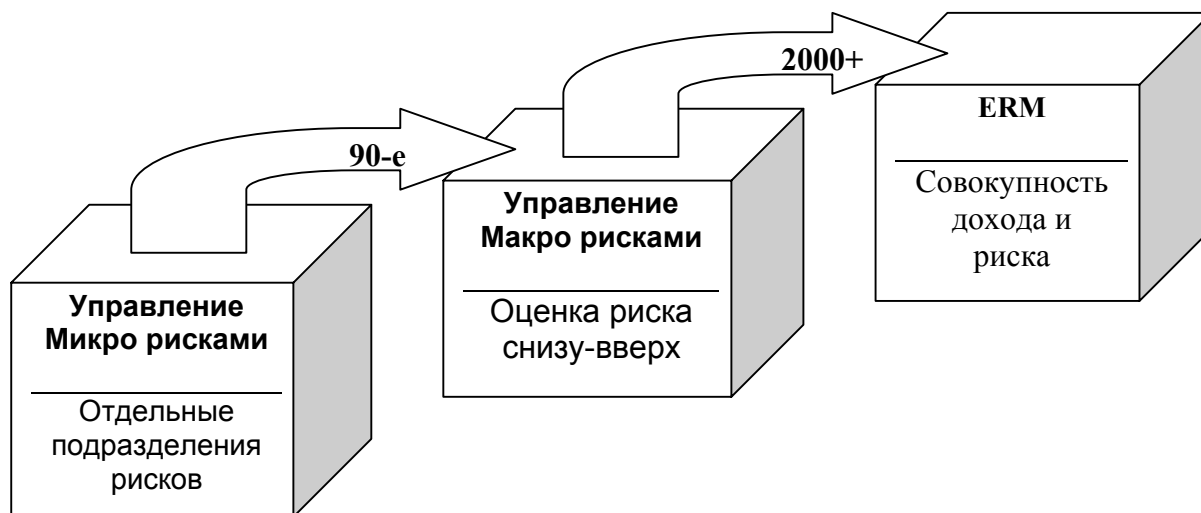 Управление
Микро рисками
Отдельные
подразделения
рисков
90-е
Управление
Макро рисками
Оценка риска
снизу-вверх
2000+
ERM
Совокупность
дохода и
риска